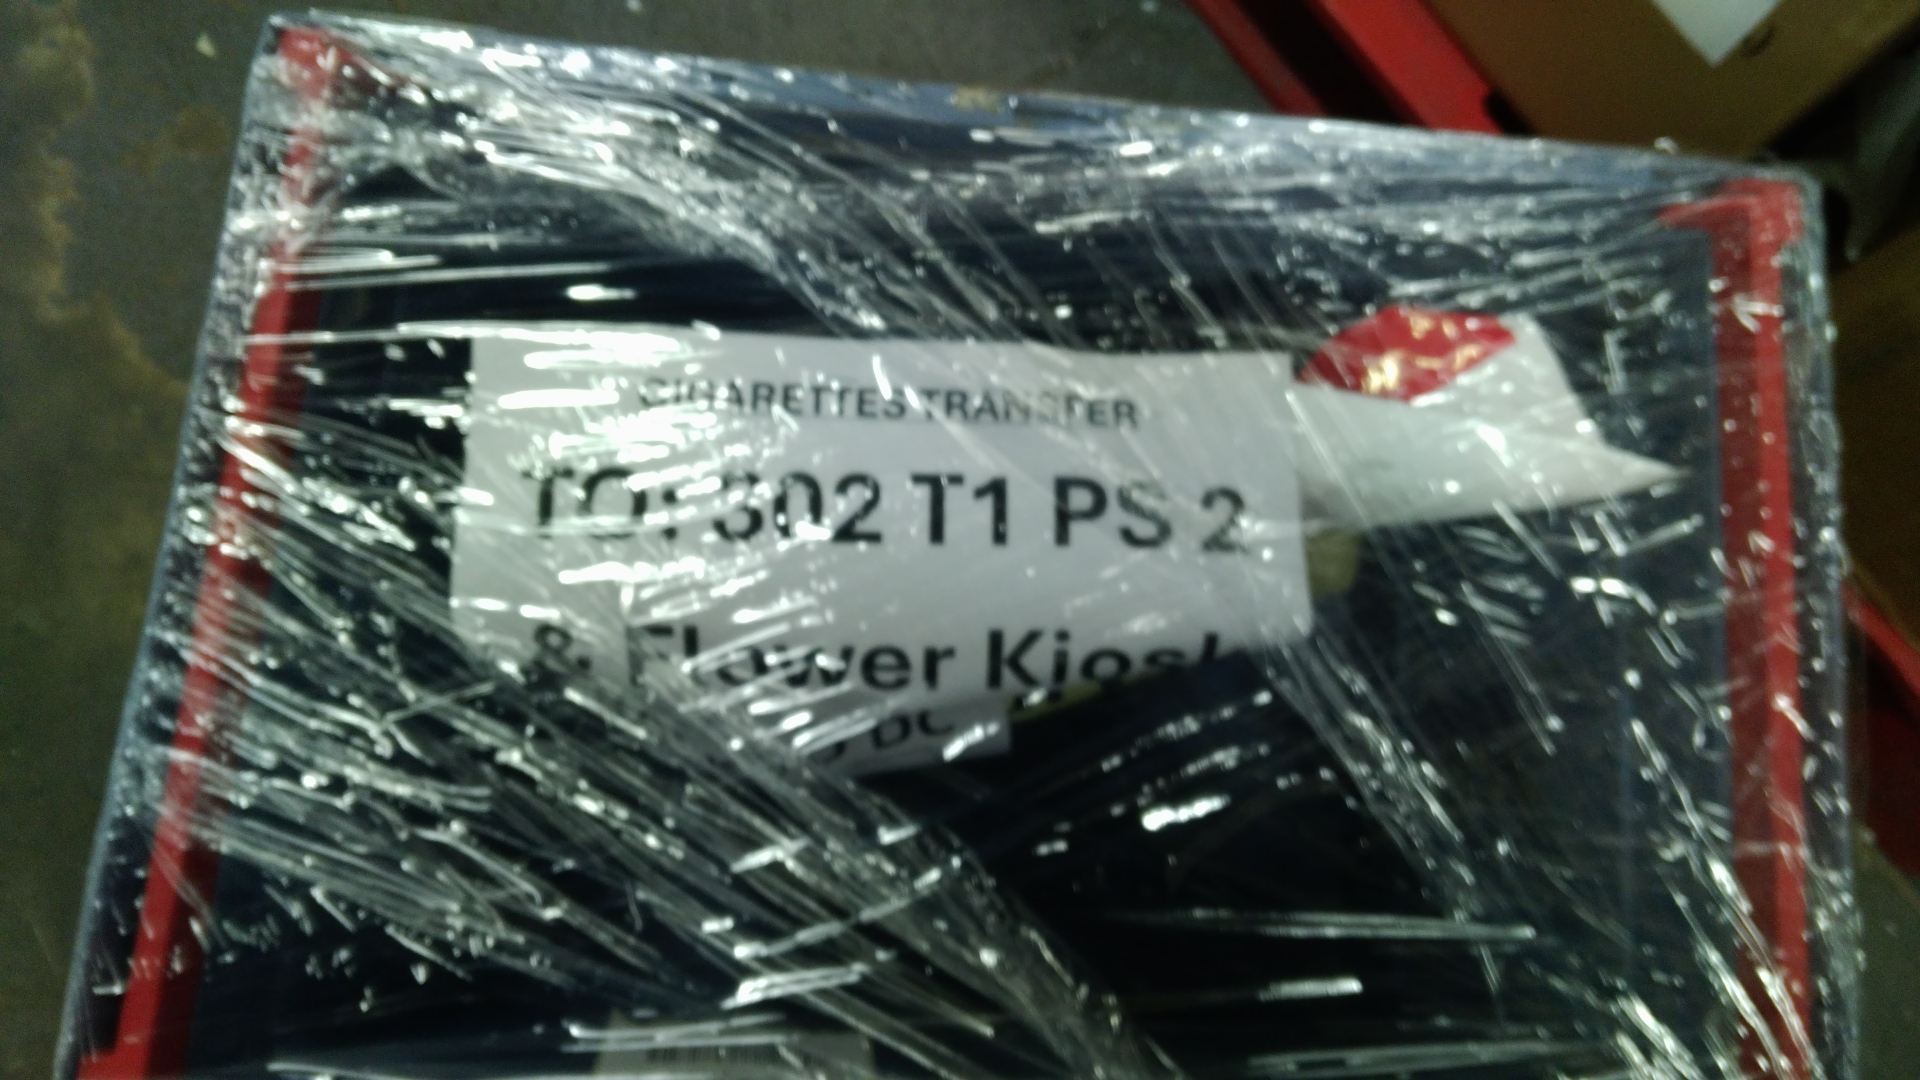 CIGARETTES TRANSFER
TO: 302 T1 PS 2
& Flower Kiosk